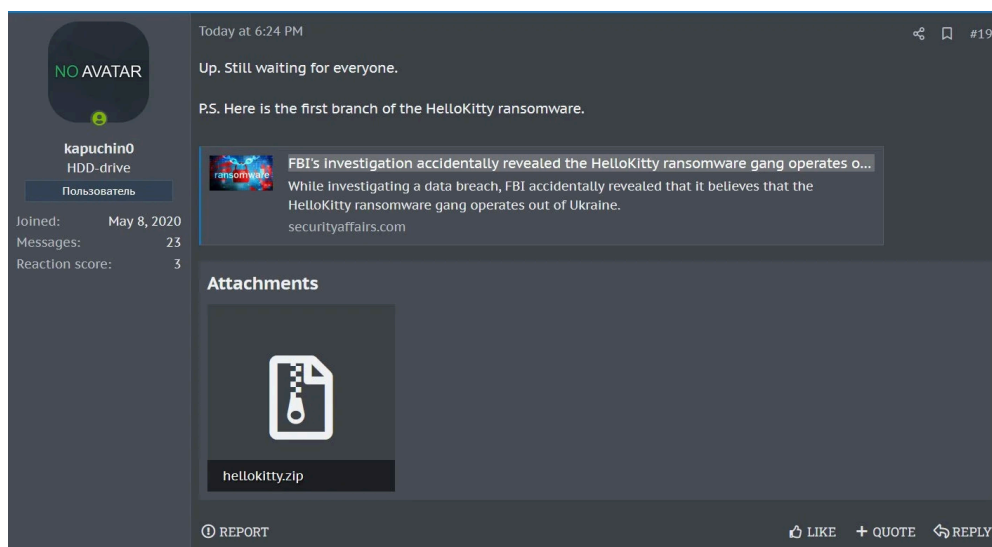 Today at 6:24 PM
#19
NO AVATAR
kapuchin0
HDD-drive
Пользователь
Joined: May 8, 2020
Messages: 23
Reaction score: 3
Up. Still waiting for everyone.
P.S. Here is the first branch of the HelloKitty ransomware.
ransomware
FBI's investigation accidentally revealed the HelloKitty ransomware gang operates o...
While investigating a data breach, FBI accidentally revealed that it believes that the
HelloKitty ransomware gang operates out of Ukraine.
securityaffairs.com
Attachments
hellokitty.zip
REPORT
LIKE
+ QUOTE
REPLY